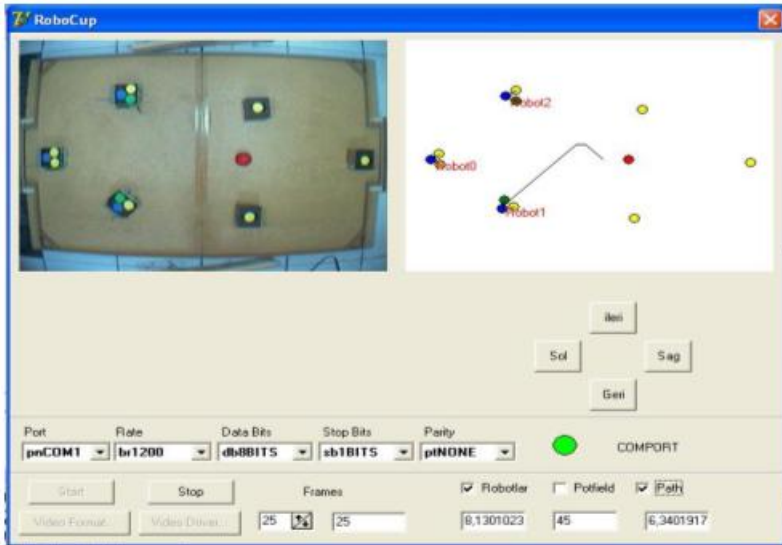 RoboCup
Robot2
Robot0
Robot1
ileri
Sol
Sag
Geri
Port
Rate
Data Bits
Stop Bits
Parity
pnCOM1
br1200
db8BITS
sb1BITS
ptNONE
COMPORT
Start
Stop
Frames
Robotlar
Potfield
Path
Video Format...
Video Driver...
25
25
8,1301023
45
6,3401917